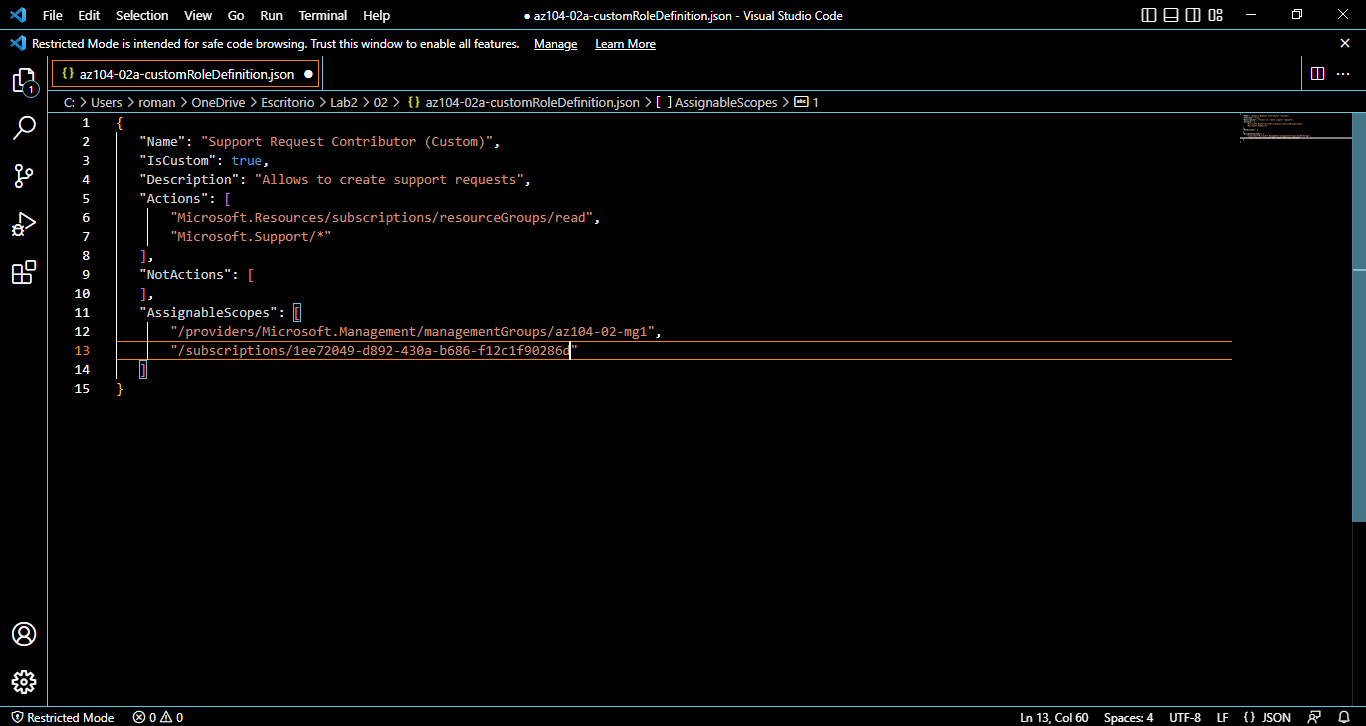 File Edit Selection View Go Run Terminal Help
● az104-02a-customRoleDefinition.json - Visual Studio Code
Restricted Mode is intended for safe code browsing. Trust this window to enable all features. Manage Learn More
{} az104-02a-customRoleDefinition.json ●
1
C: > Users > roman > OneDrive > Escritorio > Lab2 > 02 > {} az104-02a-customRoleDefinition.json > [ ] AssignableScopes > abc 1
1 {
2 "Name": "Support Request Contributor (Custom)",
3 "IsCustom": true,
4 "Description": "Allows to create support requests",
5 "Actions": [
6 "Microsoft.Resources/subscriptions/resourceGroups/read",
7 "Microsoft.Support/*"
8 ],
9 "NotActions": [
10 ],
11 "AssignableScopes": [
12 "/providers/Microsoft.Management/managementGroups/az104-02-mg1",
13 "/subscriptions/1ee72049-d892-430a-b686-f12c1f90286d"
14 ]
15 }
Restricted Mode 0 0 Ln 13, Col 60 Spaces: 4 UTF-8 LF {} JSON